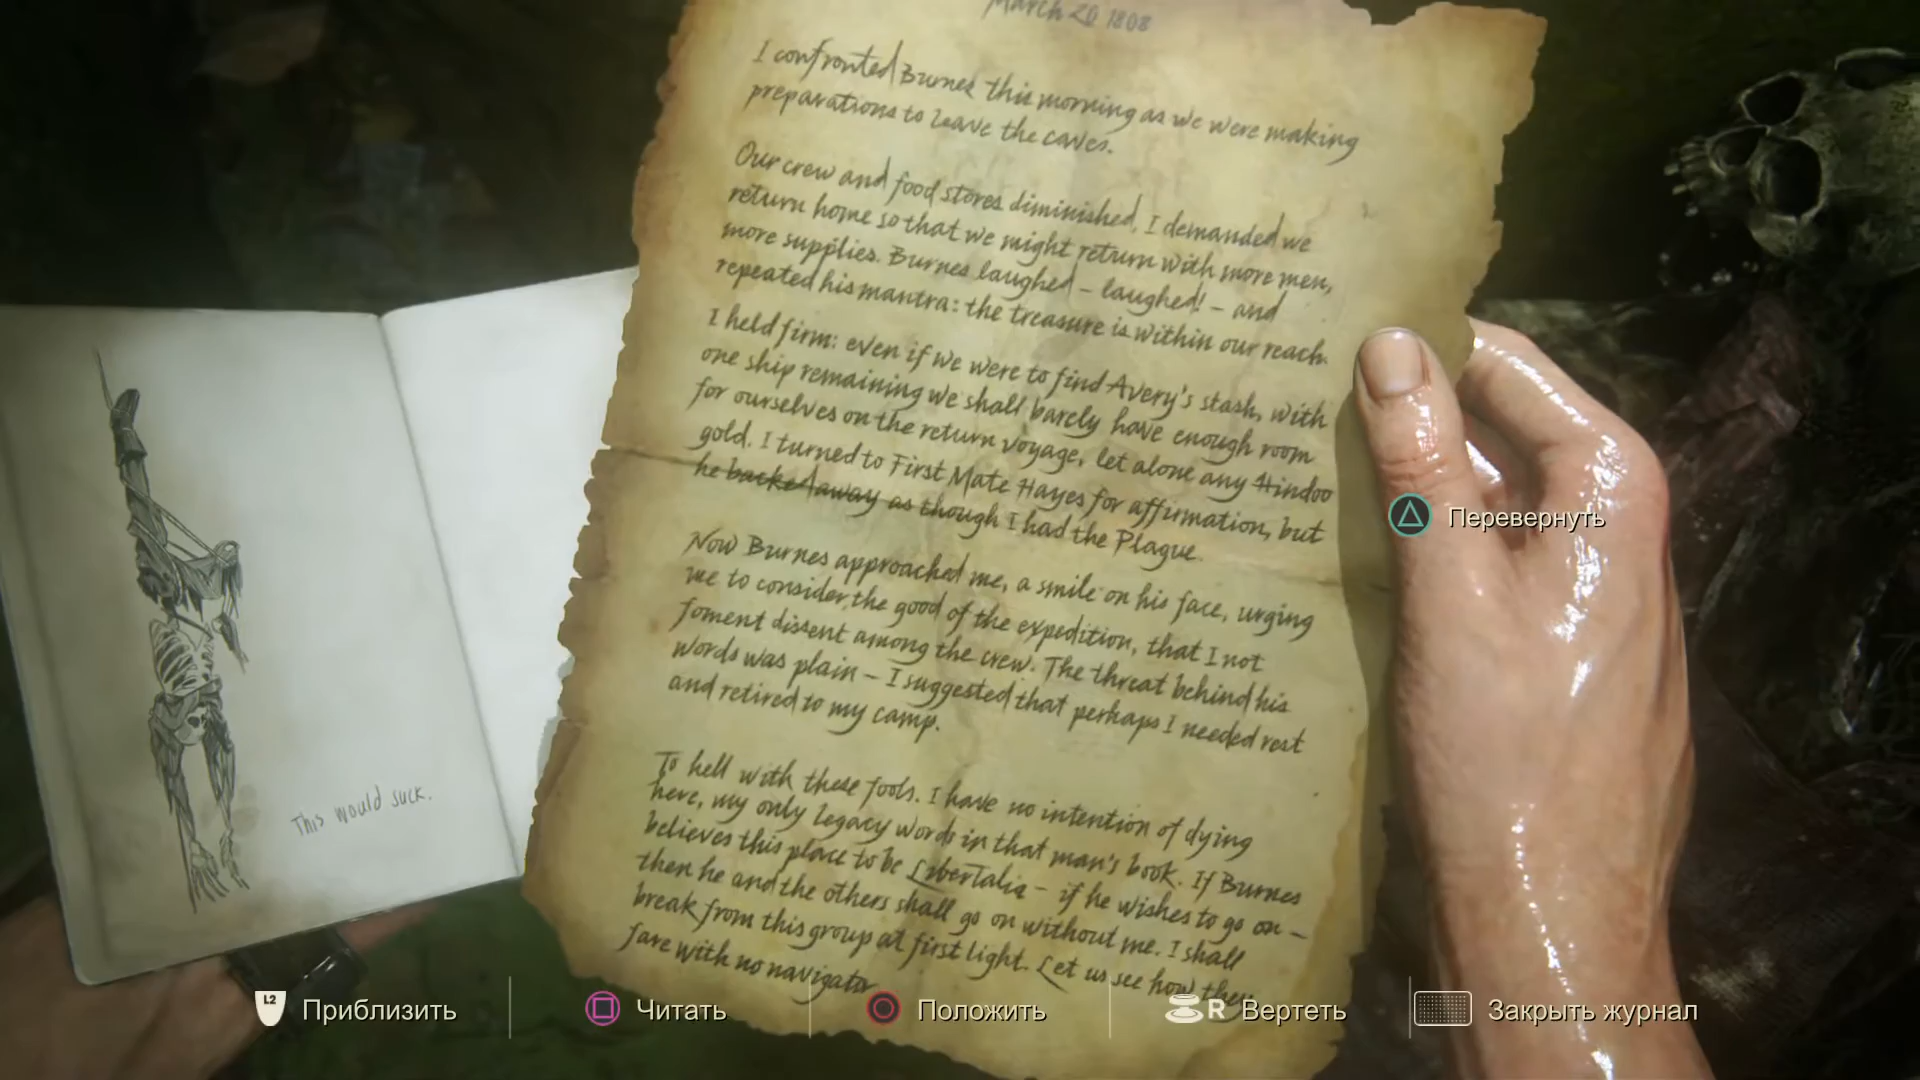 March 26 1808
I confronted Burnes this morning as we were making
preparations to leave the caves.
Our crew and food stores diminished, I demanded we
return home so that we might return with more men,
more supplies. Burnes laughed – laughed! – and
repeated his mantra: the treasure is within our reach.
I held firm: even if we were to find Avery's stash, with
one ship remaining we shall barely have enough room
for ourselves on the return voyage, let alone any Hindoo
gold. I turned to First Mate Hayes for affirmation, but
he backed away as though I had the Plague.
Now Burnes approached me, a smile on his face, urging
me to consider the good of the expedition, that I not
foment dissent among the crew. The threat behind his
words was plain – I suggested that perhaps I needed rest
and retired to my camp.
To hell with these fools. I have no intention of dying
here, my only legacy words in that man's book. If Burnes
believes this place to be Libertalia – if he wishes to go on –
then he and the others shall go on without me. I shall
break from this group at first light. Let us see how they
fare with no navigator
This would suck.
Перевернуть
L2 Приблизить
Читать
Положить
R Вертеть
Закрыть журнал